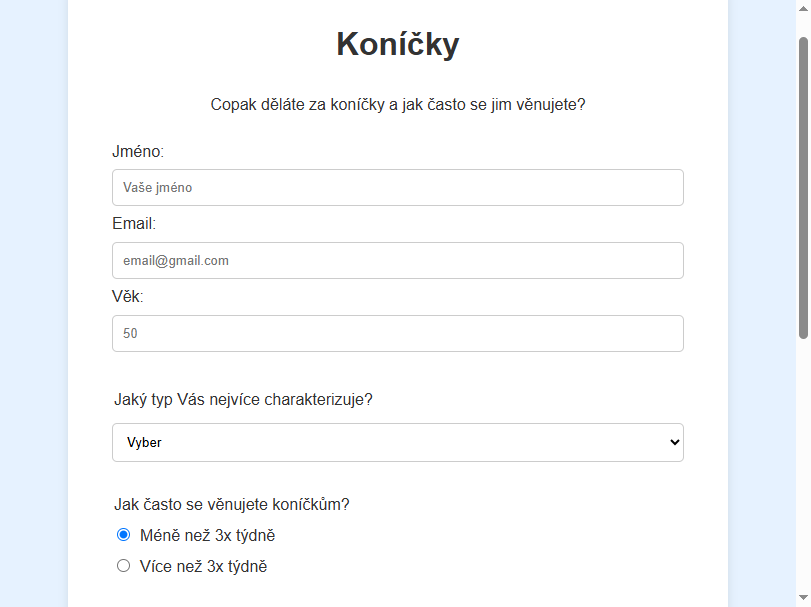 Koníčky
Copak děláte za koníčky a jak často se jim věnujete?
Jméno:
Vaše jméno
Email:
email@gmail.com
Věk:
50
Jaký typ Vás nejvíce charakterizuje?
Vyber
Jak často se věnujete koníčkům?
Méně než 3x týdně
Více než 3x týdně